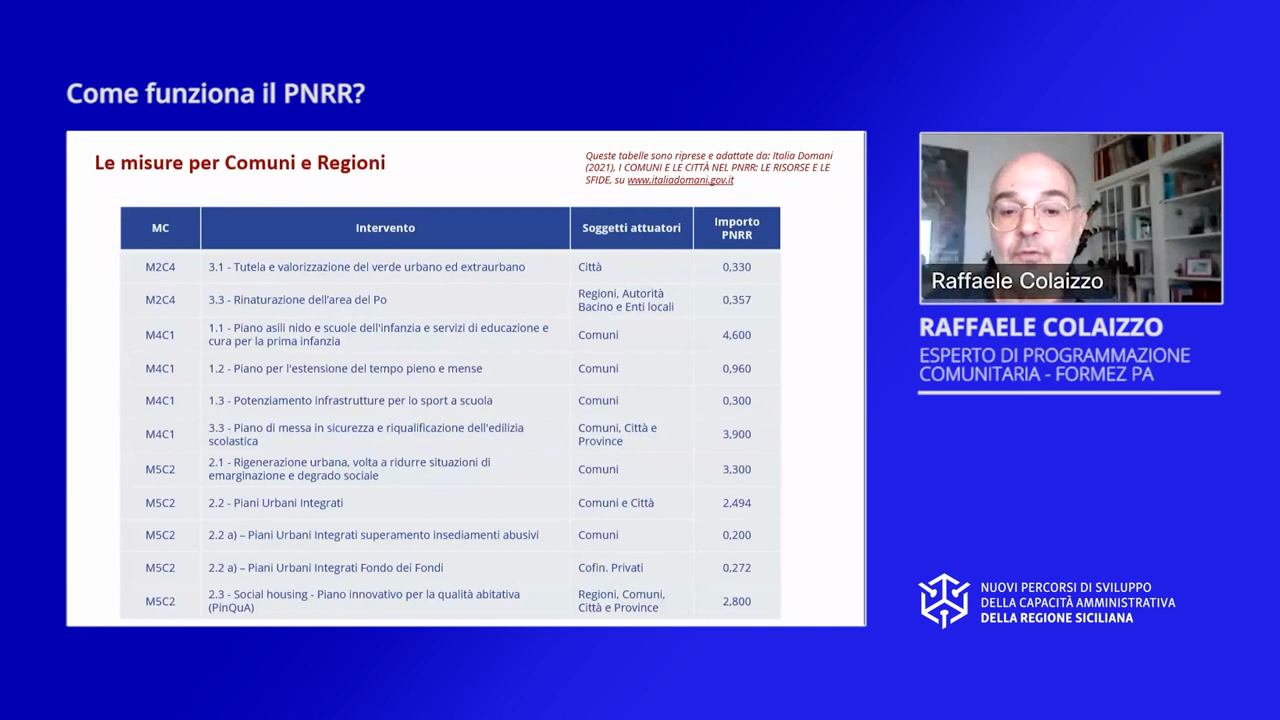 Come funziona il PNRR?
Le misure per Comuni e Regioni
Queste tabelle sono riprese e adattate da: Italia Domani
(2021), I COMUNI E LE CITTÀ NEL PNRR: LE RISORSE E LE
SFIDE, su www.italiadomani.gov.it
MC Intervento Soggetti attuatori Importo
PNRR
M2C4 3.1 - Tutela e valorizzazione del verde urbano ed extraurbano Città 0,330
M2C4 3.3 - Rinaturazione dell'area del Po Regioni, Autorità
Bacino e Enti locali 0,357
M4C1 1.1 - Piano asili nido e scuole dell'infanzia e servizi di educazione e
cura per la prima infanzia Comuni 4,600
M4C1 1.2 - Piano per l'estensione del tempo pieno e mense Comuni 0,960
M4C1 1.3 - Potenziamento infrastrutture per lo sport a scuola Comuni 0,300
M4C1 3.3 - Piano di messa in sicurezza e riqualificazione dell'edilizia
scolastica Comuni, Città e
Province 3,900
M5C2 2.1 - Rigenerazione urbana, volta a ridurre situazioni di
emarginazione e degrado sociale Comuni 3,300
M5C2 2.2 - Piani Urbani Integrati Comuni e Città 2,494
M5C2 2.2 a) – Piani Urbani Integrati superamento insediamenti abusivi Comuni 0,200
M5C2 2.2 a) – Piani Urbani Integrati Fondo dei Fondi Cofin. Privati 0,272
M5C2 2.3 - Social housing - Piano innovativo per la qualità abitativa
(PinQuA) Regioni, Comuni,
Città e Province 2,800
Raffaele Colaizzo
RAFFAELE COLAIZZO
ESPERTO DI PROGRAMMAZIONE
COMUNITARIA - FORMEZ PA
NUOVI PERCORSI DI SVILUPPO
DELLA CAPACITÀ AMMINISTRATIVA
DELLA REGIONE SICILIANA